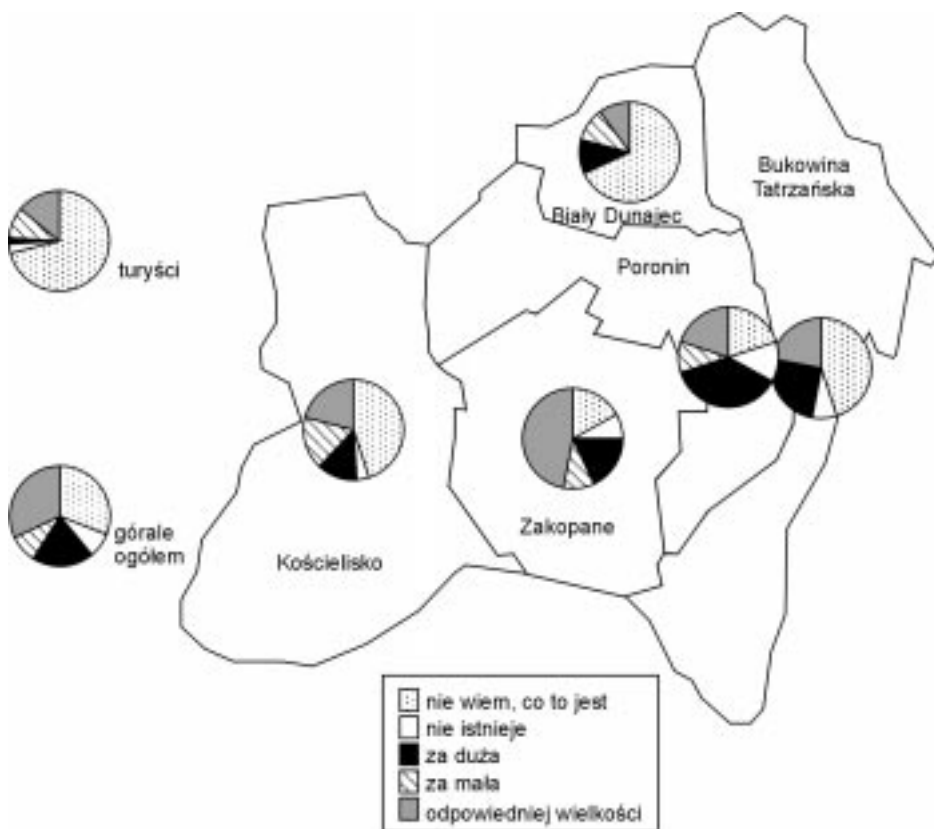 Bukowina
Tatrzańska
Biały Dunajec
turyści
Poronin
górale
ogółem
Zakopane
Kościelisko
nie wiem, co to jest
nie istnieje
za duża
za mała
odpowiedniej wielkości